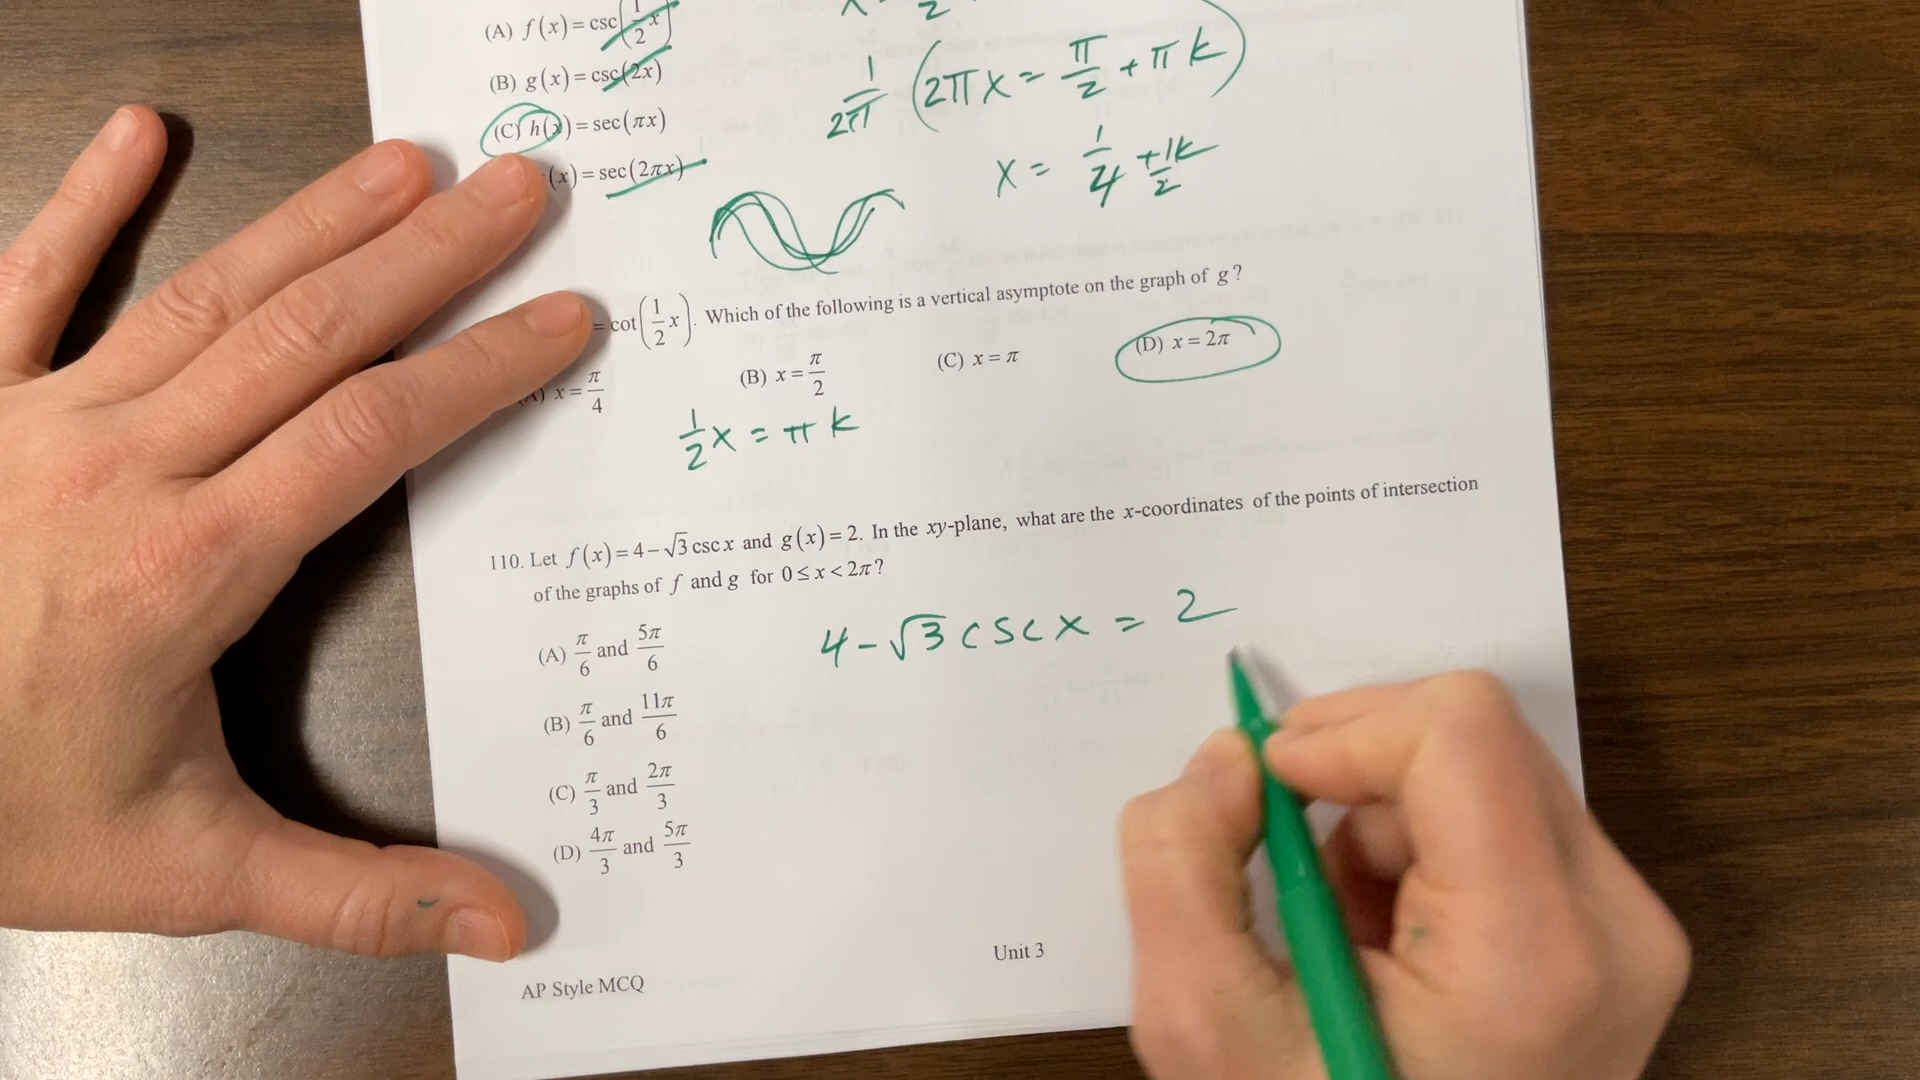 (A) f(x) = csc(1/2 x)
(B) g(x) = csc(2x)
(C) h(x) = sec(πx)
(x) = sec(2πx)
2
1/2π (2πx = π/2 + πk)
x = 1/4 + 1k/2
= cot(1/2 x). Which of the following is a vertical asymptote on the graph of g?
(A) x = π/4 (B) x = π/2 (C) x = π (D) x = 2π
1/2 x = πk
110. Let f(x) = 4 − √3 csc x and g(x) = 2. In the xy-plane, what are the x-coordinates of the points of intersection
of the graphs of f and g for 0 ≤ x < 2π?
4 − √3 csc x = 2
(A) π/6 and 5π/6
(B) π/6 and 11π/6
(C) π/3 and 2π/3
(D) 4π/3 and 5π/3
Unit 3
AP Style MCQ